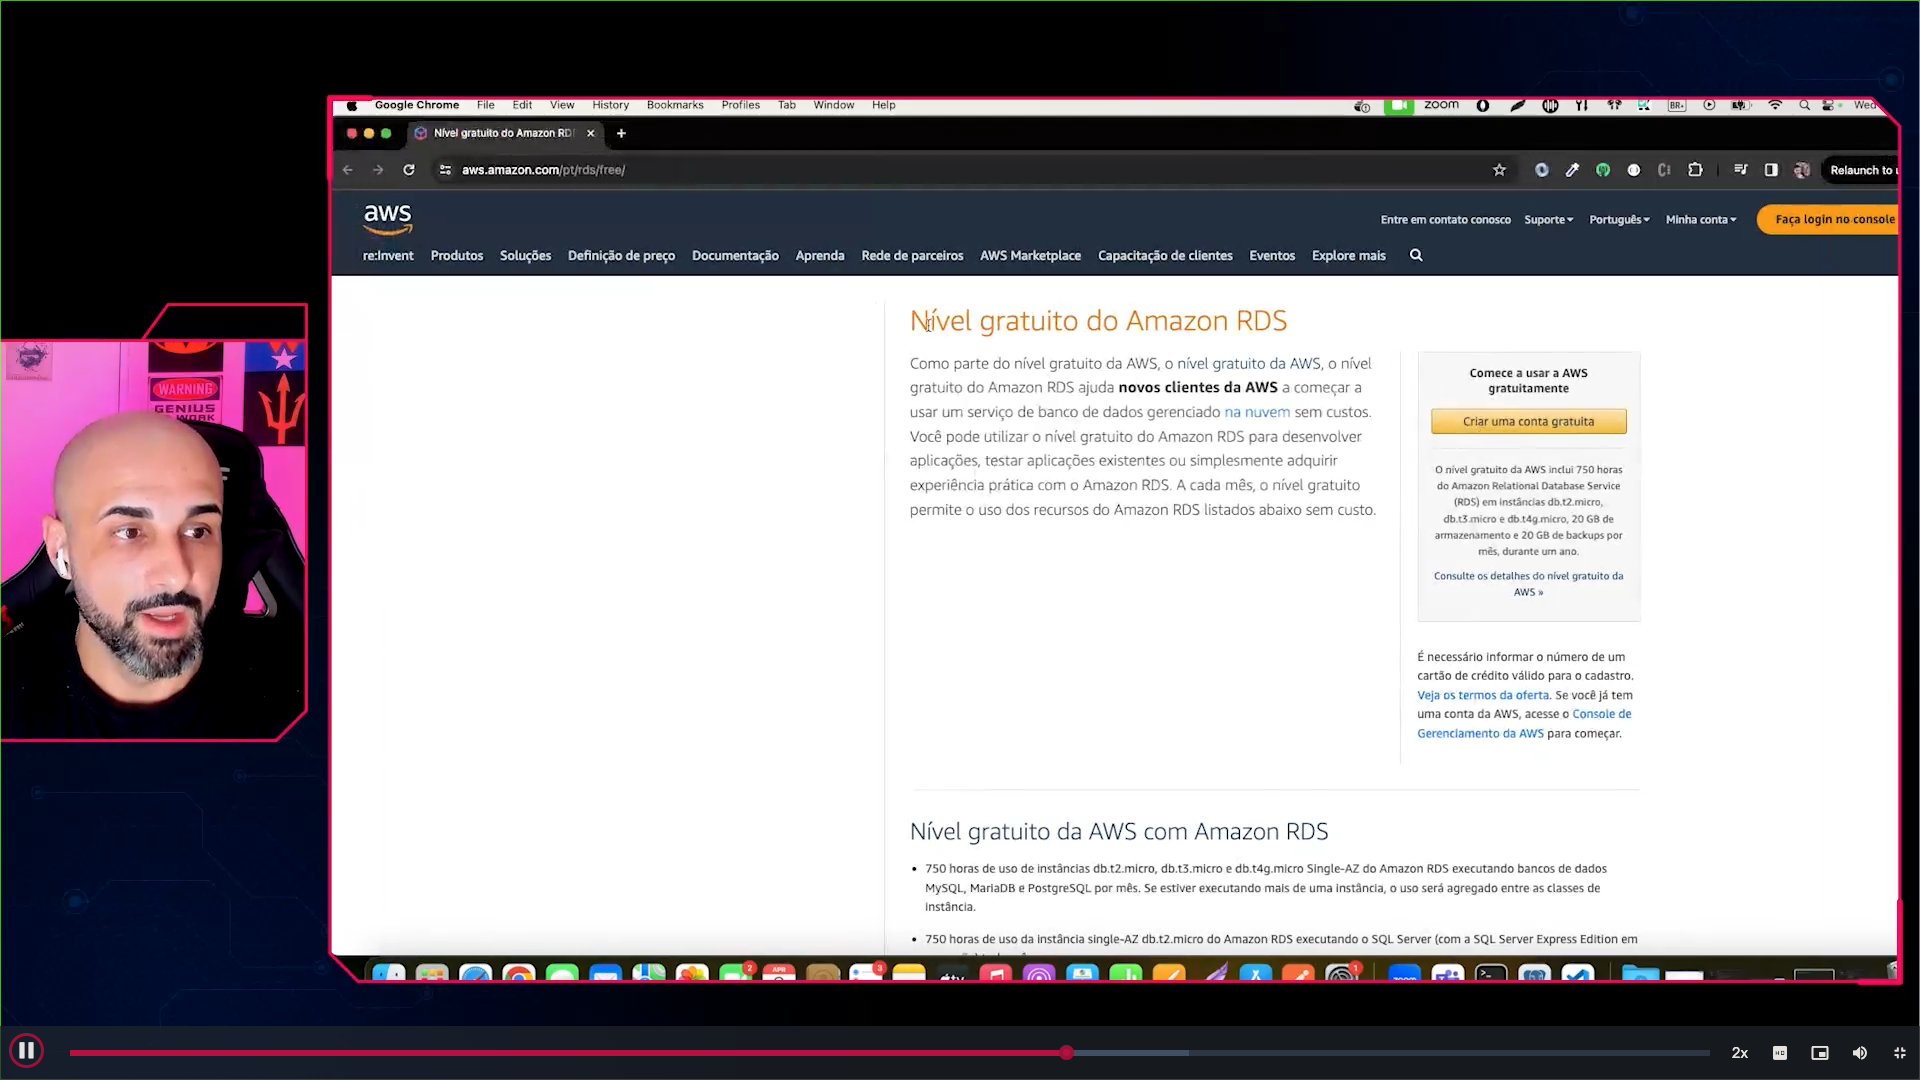 Google Chrome File Edit View History Bookmarks Profiles Tab Window Help
zoom
Wed
Nível gratuito do Amazon RD
aws.amazon.com/pt/rds/free/
Relaunch to u
aws
Entre em contato conosco Suporte Português Minha conta Faça login no console
re:Invent Produtos Soluções Definição de preço Documentação Aprenda Rede de parceiros AWS Marketplace Capacitação de clientes Eventos Explore mais
Nível gratuito do Amazon RDS
Como parte do nível gratuito da AWS, o nível gratuito da AWS, o nível
gratuito do Amazon RDS ajuda novos clientes da AWS a começar a
usar um serviço de banco de dados gerenciado na nuvem sem custos.
Você pode utilizar o nível gratuito do Amazon RDS para desenvolver
aplicações, testar aplicações existentes ou simplesmente adquirir
experiência prática com o Amazon RDS. A cada mês, o nível gratuito
permite o uso dos recursos do Amazon RDS listados abaixo sem custo.
Comece a usar a AWS
gratuitamente
Criar uma conta gratuita
O nível gratuito da AWS inclui 750 horas
do Amazon Relational Database Service
(RDS) em instâncias db.t2.micro,
db.t3.micro e db.t4g.micro, 20 GB de
armazenamento e 20 GB de backups por
mês, durante um ano.
Consulte os detalhes do nível gratuito da
AWS »
É necessário informar o número de um
cartão de crédito válido para o cadastro.
Veja os termos da oferta. Se você já tem
uma conta da AWS, acesse o Console de
Gerenciamento da AWS para começar.
Nível gratuito da AWS com Amazon RDS
750 horas de uso de instâncias db.t2.micro, db.t3.micro e db.t4g.micro Single-AZ do Amazon RDS executando bancos de dados
MySQL, MariaDB e PostgreSQL por mês. Se estiver executando mais de uma instância, o uso será agregado entre as classes de
instância.
750 horas de uso da instância single-AZ db.t2.micro do Amazon RDS executando o SQL Server (com a SQL Server Express Edition em
WARNING
GENIUS
WORK
2x